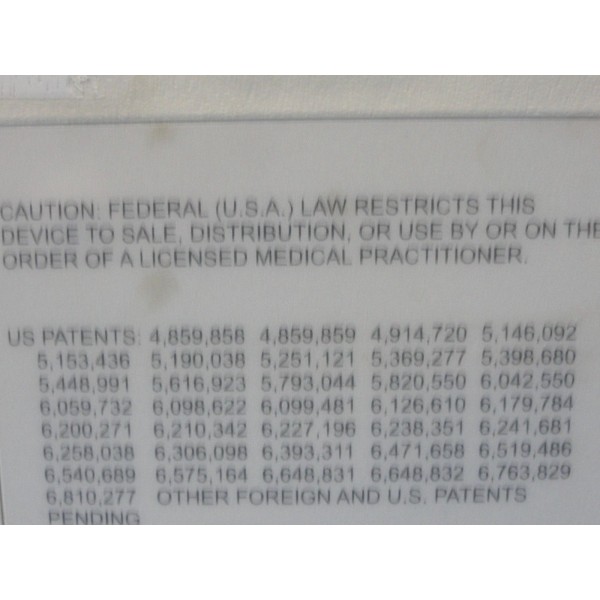 CAUTION: FEDERAL (U.S.A.) LAW RESTRICTS THIS
DEVICE TO SALE, DISTRIBUTION, OR USE BY OR ON THE
ORDER OF A LICENSED MEDICAL PRACTITIONER.
US PATENTS: 4,859,858 4,859,859 4,914,720 5,146,092
5,153,436 5,190,038 5,251,121 5,369,277 5,398,680
5,448,991 5,616,923 5,793,044 5,820,550 6,042,550
6,059,732 6,098,622 6,099,481 6,126,610 6,179,784
6,200,271 6,210,342 6,227,196 6,238,351 6,241,681
6,258,038 6,306,098 6,393,311 6,471,658 6,519,486
6,540,689 6,575,164 6,648,831 6,648,832 6,763,829
6,810,277 OTHER FOREIGN AND U.S. PATENTS
PENDING